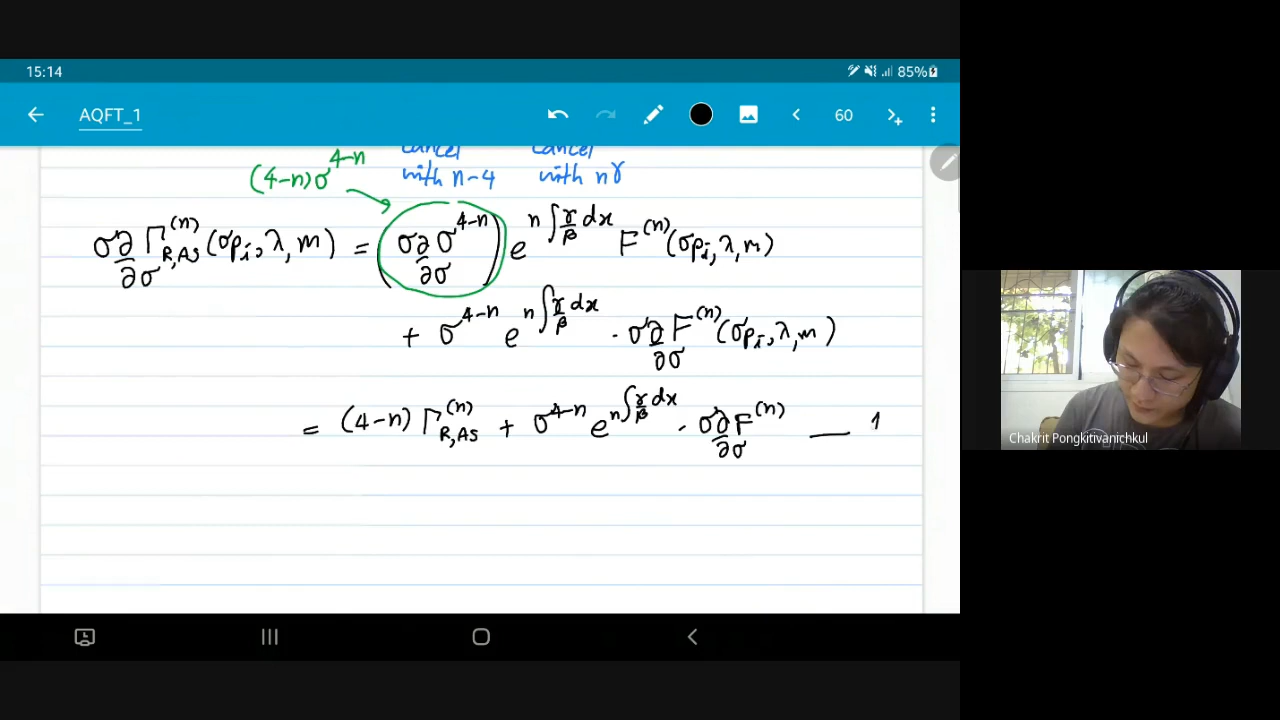 15:14 85%
AQFT_1 60
cancel cancel
(4-n)σ^{4-n} with n-4 with nγ
σ∂/∂σ Γ^{(n)}_{R,AS}(σp_i, λ, m) = (σ∂/∂σ σ^{4-n}) e^{n∫γ/β dx} F^{(n)}(σp_i, λ, m)
+ σ^{4-n} e^{n∫γ/β dx} · σ∂/∂σ F^{(n)}(σp_i, λ, m)
= (4-n) Γ^{(n)}_{R,AS} + σ^{4-n} e^{n∫γ/β dx} · σ∂/∂σ F^{(n)} — 1
Chakrit Pongkitivanichkul